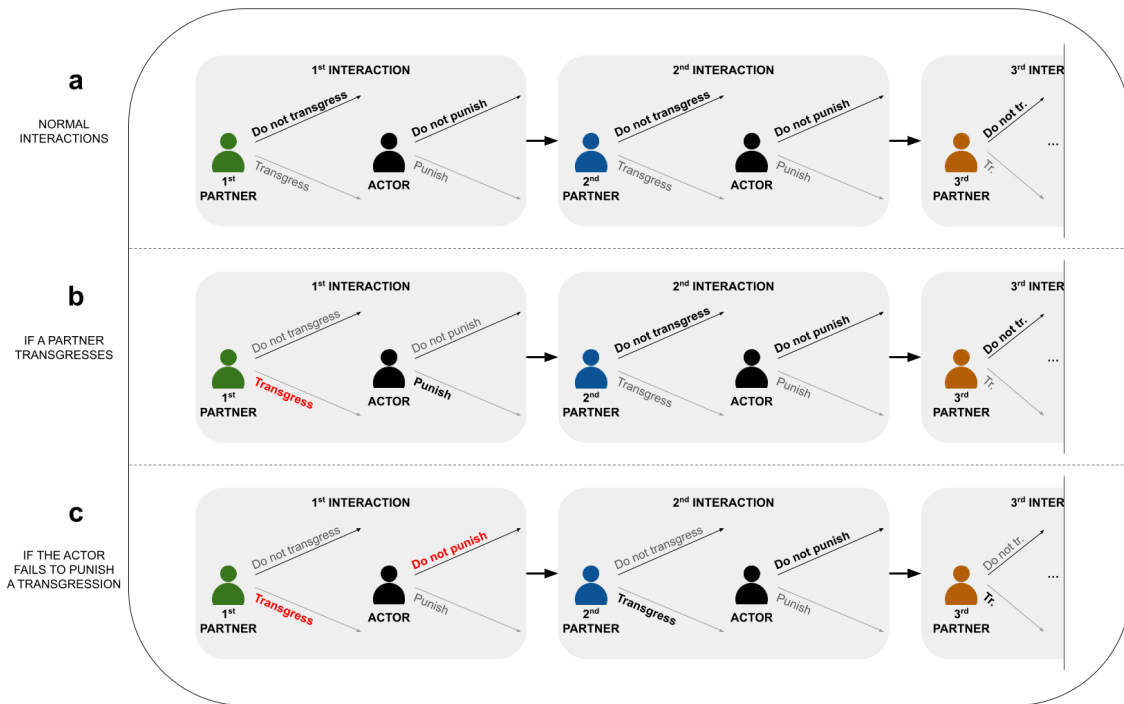 a
NORMAL
INTERACTIONS
1st INTERACTION
Do not transgress
Transgress
1st
PARTNER
Do not punish
Punish
ACTOR
2nd INTERACTION
Do not transgress
Transgress
2nd
PARTNER
Do not punish
Punish
ACTOR
3rd INTER
Do not tr.
Tr.
3rd
PARTNER
...
b
IF A PARTNER
TRANSGRESSES
1st INTERACTION
Do not transgress
Transgress
1st
PARTNER
Do not punish
Punish
ACTOR
2nd INTERACTION
Do not transgress
Transgress
2nd
PARTNER
Do not punish
Punish
ACTOR
3rd INTER
Do not tr.
Tr.
3rd
PARTNER
...
c
IF THE ACTOR
FAILS TO PUNISH
A TRANSGRESSION
1st INTERACTION
Do not transgress
Transgress
1st
PARTNER
Do not punish
Punish
ACTOR
2nd INTERACTION
Do not transgress
Transgress
2nd
PARTNER
Do not punish
Punish
ACTOR
3rd INTER
Do not tr.
Tr.
3rd
PARTNER
...